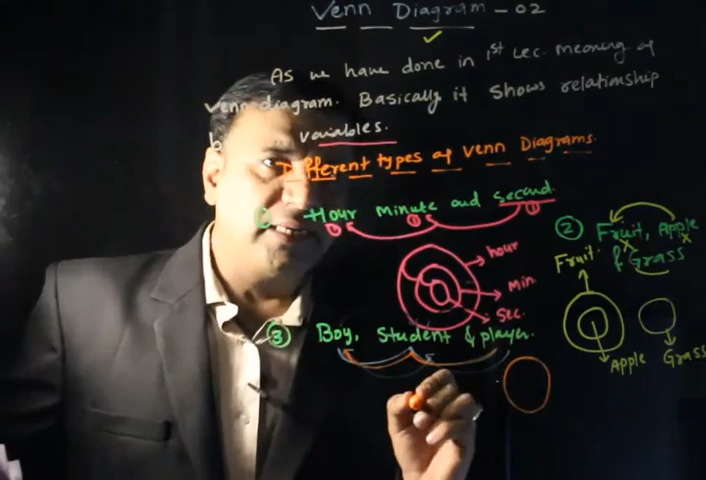 Venn Diagram - 02
As we have done in 1st Lec. meaning of
Venn diagram. Basically it shows relationship
variables.
Different types of Venn Diagrams.
Hour Minute and second.
① ① ①
hour
Min.
Sec.
② Fruit, Apple
& Grass
Fruit.
Apple
Grass
③ Boy, Student & player.